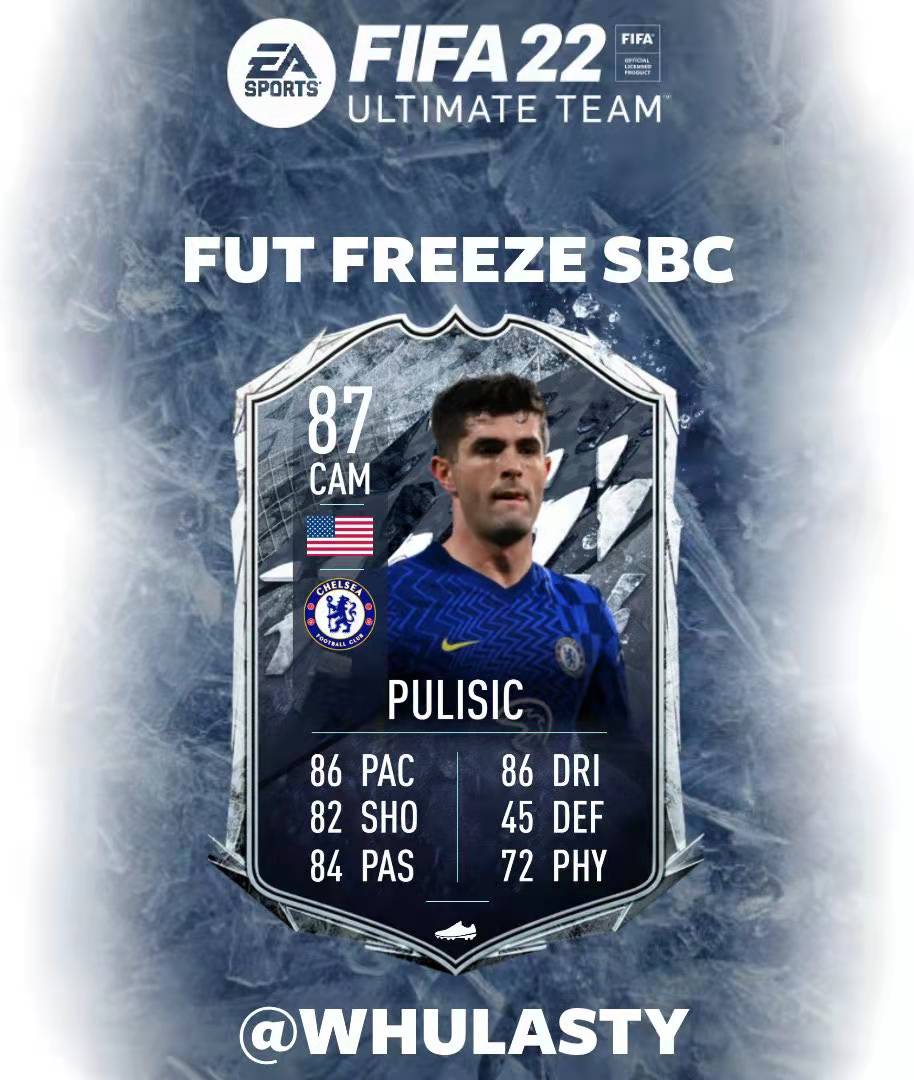 EA
SPORTS
FIFA 22
FIFA
OFFICIAL
LICENSED
PRODUCT
ULTIMATE TEAM™
FUT FREEZE SBC
87
CAM
CHELSEA
FOOTBALL CLUB
PULISIC
86 PAC
82 SHO
84 PAS
86 DRI
45 DEF
72 PHY
@WHULASTY